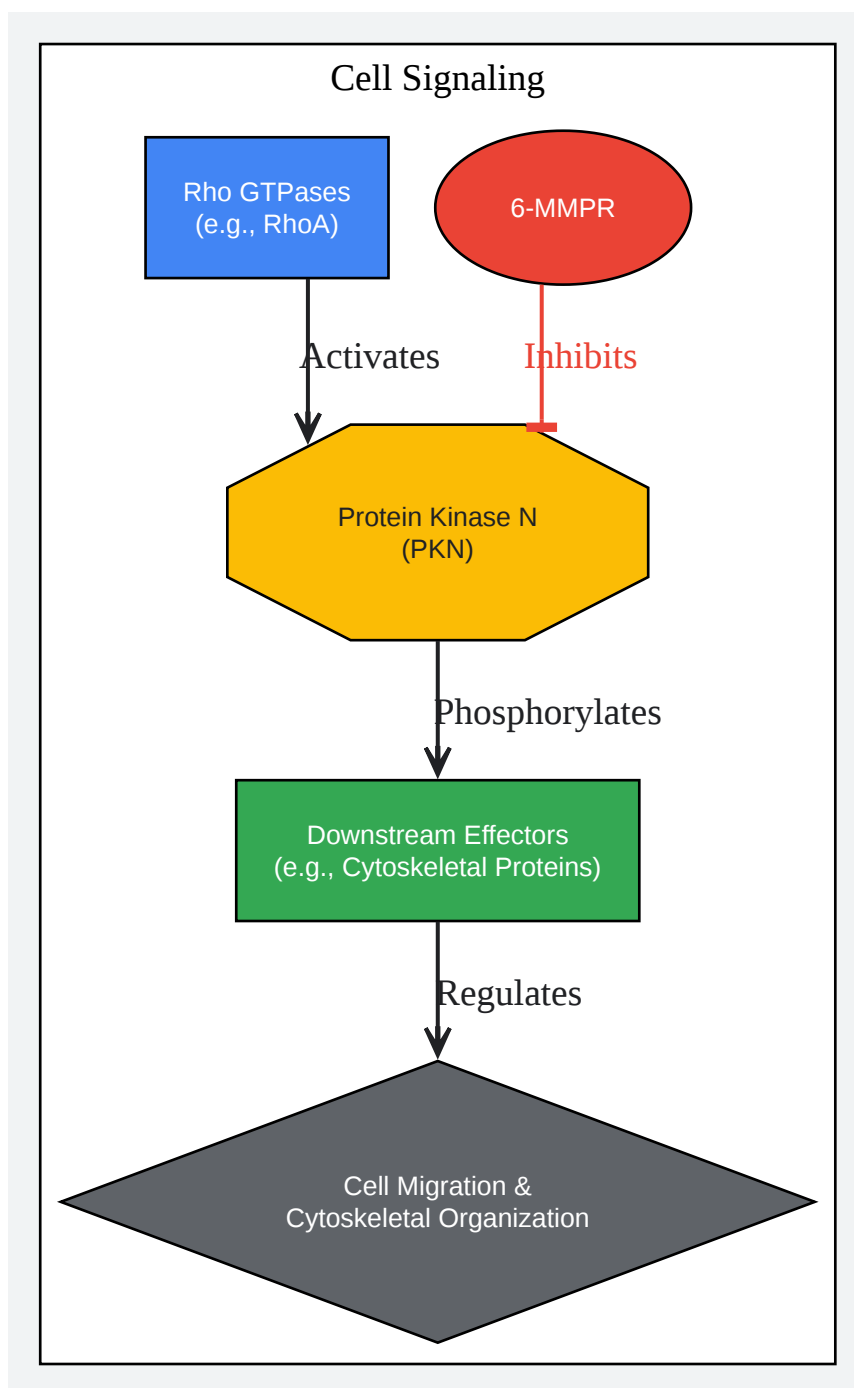 Cell Signaling
Rho GTPases
(e.g., RhoA)
6-MMPR
Activates
Inhibits
Protein Kinase N
(PKN)
Phosphorylates
Downstream Effectors
(e.g., Cytoskeletal Proteins)
Regulates
Cell Migration &
Cytoskeletal Organization